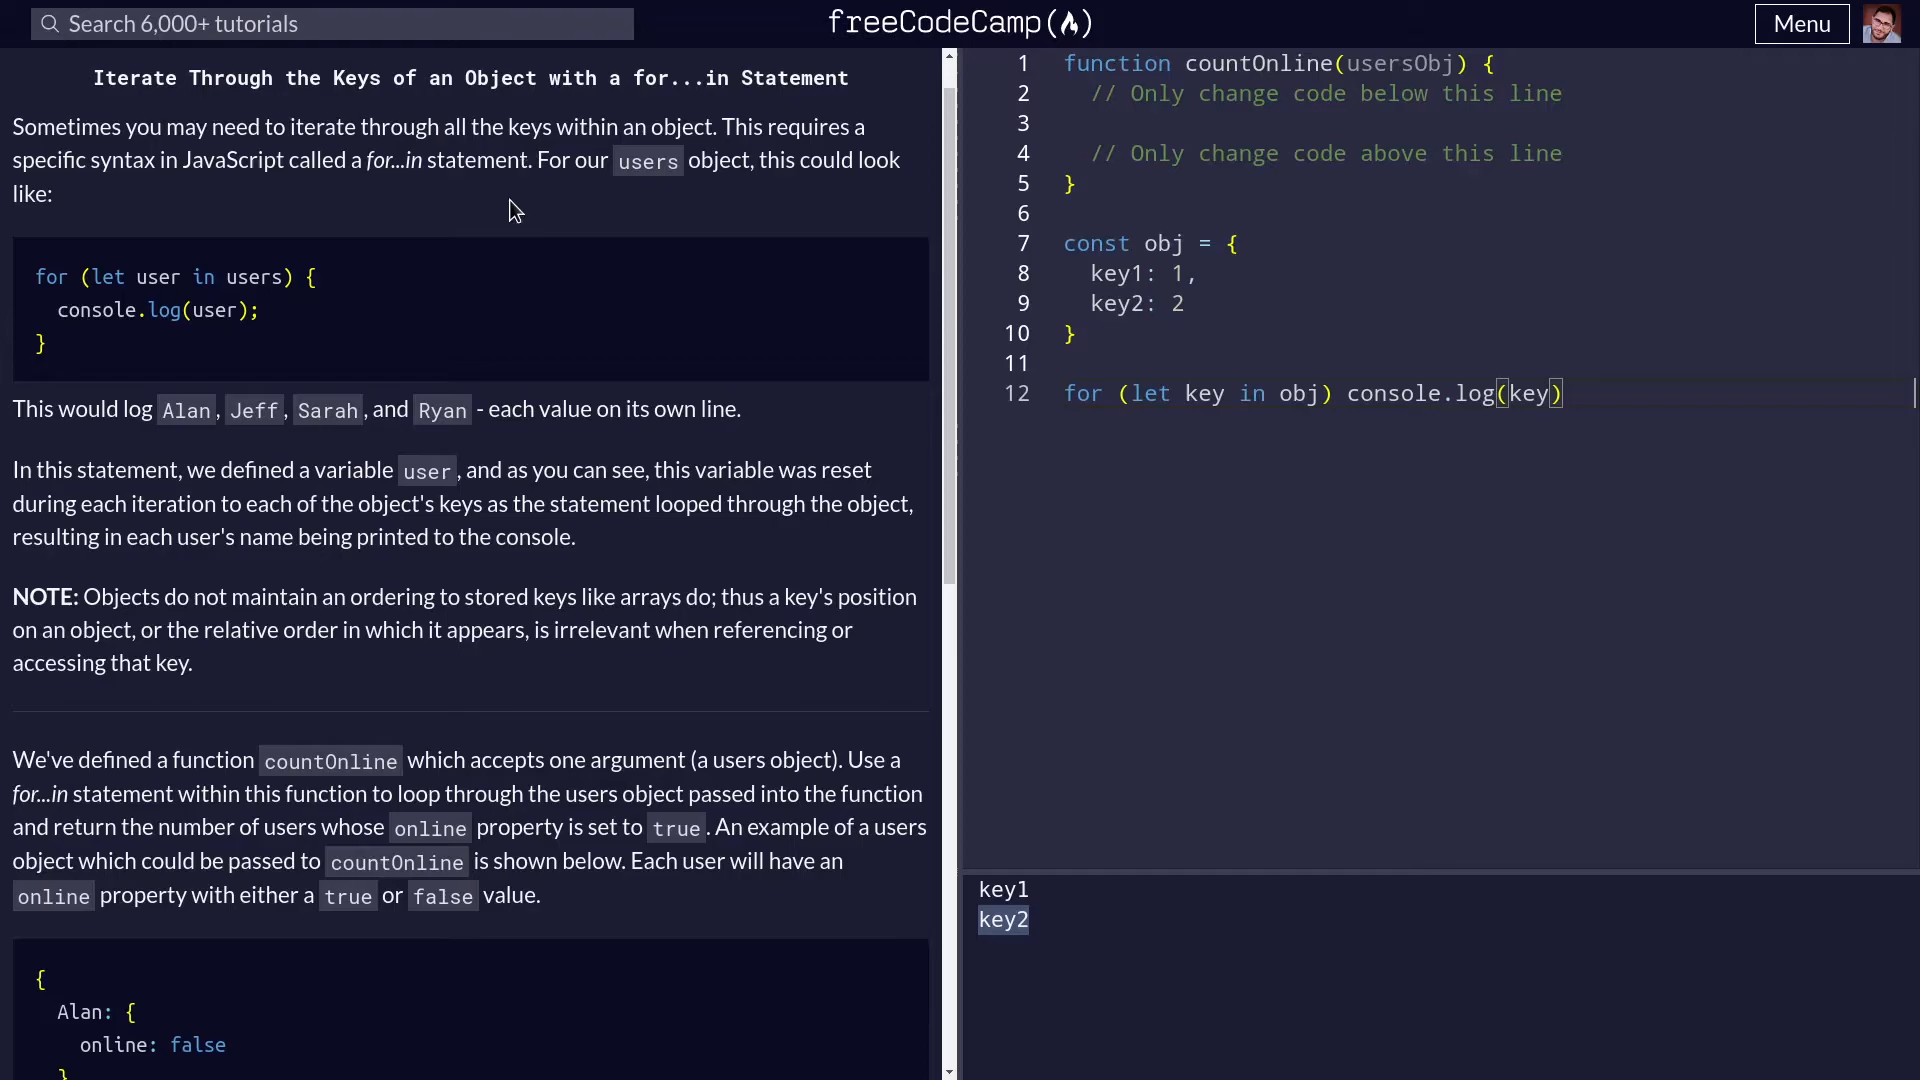 Search 6,000+ tutorials
freeCodeCamp
Menu
Iterate Through the Keys of an Object with a for...in Statement
Sometimes you may need to iterate through all the keys within an object. This requires a
specific syntax in JavaScript called a for...in statement. For our users object, this could look
like:
for (let user in users) {
  console.log(user);
}
This would log Alan, Jeff, Sarah, and Ryan - each value on its own line.
In this statement, we defined a variable user, and as you can see, this variable was reset
during each iteration to each of the object's keys as the statement looped through the object,
resulting in each user's name being printed to the console.
NOTE: Objects do not maintain an ordering to stored keys like arrays do; thus a key's position
on an object, or the relative order in which it appears, is irrelevant when referencing or
accessing that key.
We've defined a function countOnline which accepts one argument (a users object). Use a
for...in statement within this function to loop through the users object passed into the function
and return the number of users whose online property is set to true. An example of a users
object which could be passed to countOnline is shown below. Each user will have an
online property with either a true or false value.
{
  Alan: {
    online: false
  }
1 function countOnline(usersObj) {
2   // Only change code below this line
3
4   // Only change code above this line
5 }
6
7 const obj = {
8   key1: 1,
9   key2: 2
10 }
11
12 for (let key in obj) console.log(key)
key1
key2